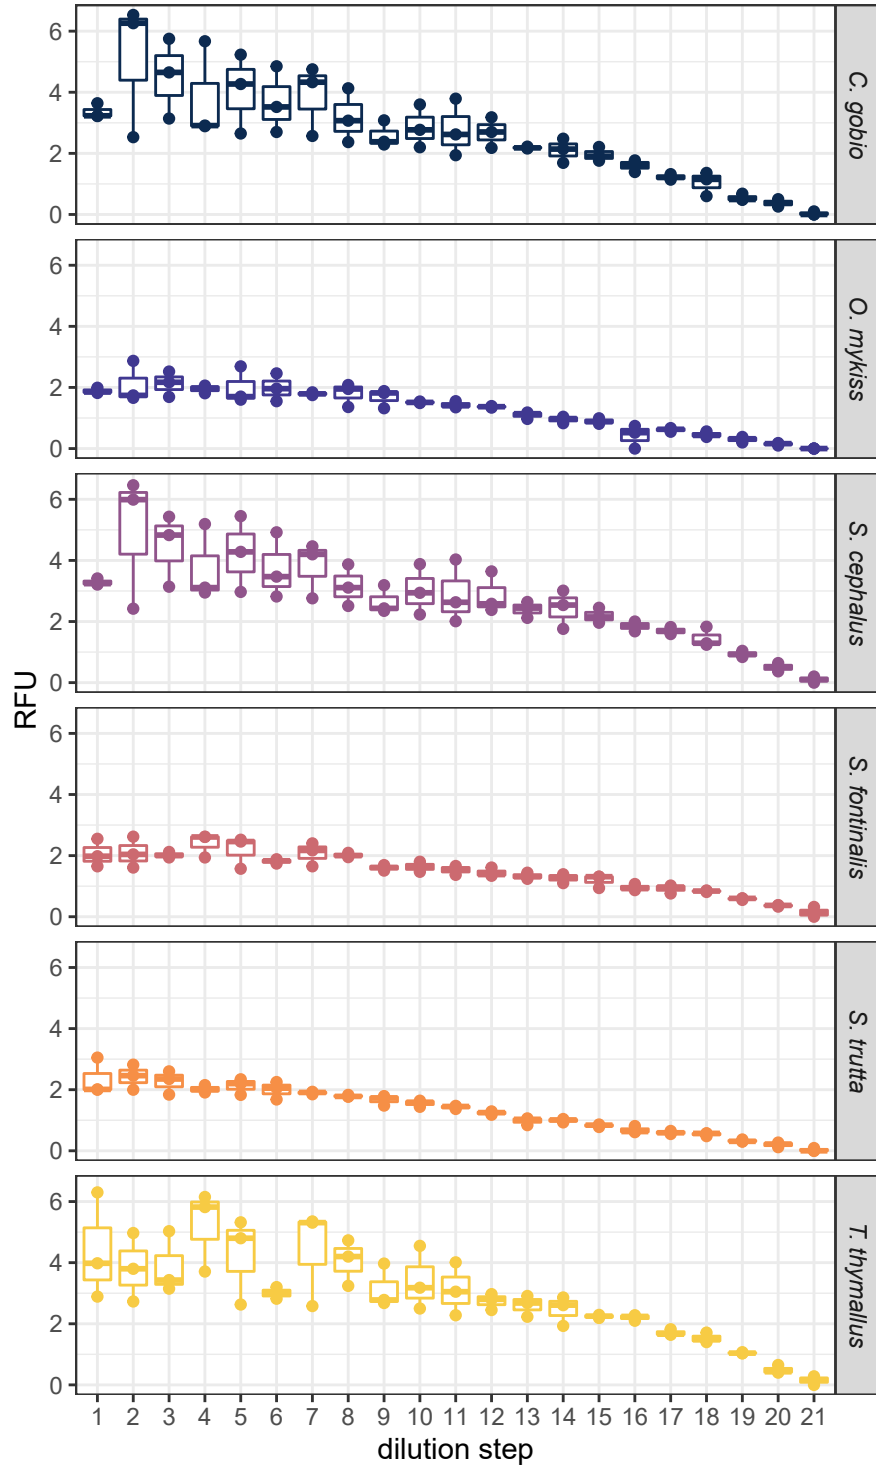 6
4
2
0
C. gobio
6
4
2
0
O. mykiss
6
4
2
0
S. cephalus
RFU
6
4
2
0
S. fontinalis
6
4
2
0
S. trutta
6
4
2
0
T. thymallus
1 2 3 4 5 6 7 8 9 10 11 12 13 14 15 16 17 18 19 20 21
dilution step